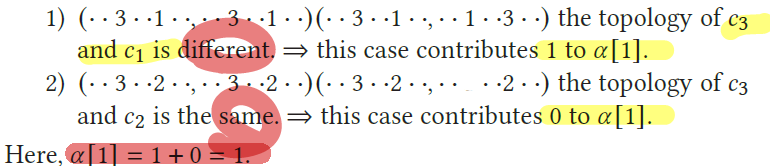 1) (· · 3 · ·1 · ·, · · 3 · ·1 · ·)(· · 3 · ·1 · ·, · · 1 · ·3 · ·) the topology of c₃
and c₁ is different. ⟹ this case contributes 1 to α[1].
2) (· · 3 · ·2 · ·, · · 3 · ·2 · ·)(· · 3 · ·2 · ·, · · · ·2 · ·) the topology of c₃
and c₂ is the same. ⟹ this case contributes 0 to α[1].
Here, α[1] = 1 + 0 = 1.